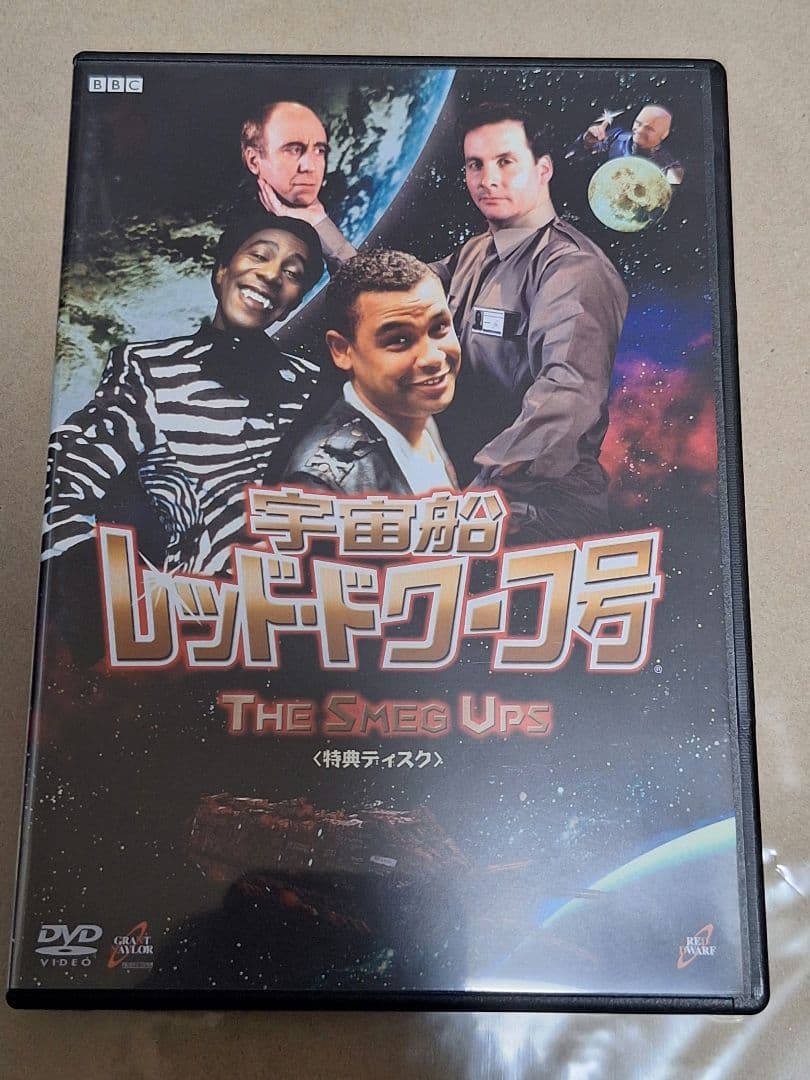 BBC
宇宙船
レッド・ドワーフ号
®
THE SMEG UPS
〈特典ディスク〉
DVD
VIDEO
GRANT
NAYLOR
RED
DWARF